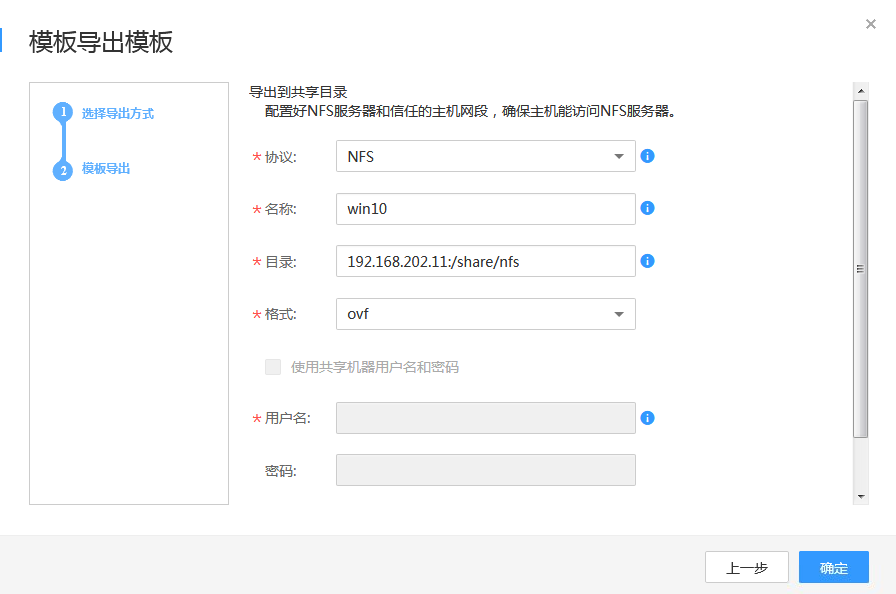 模板导出模板
1 选择导出方式
2 模板导出
导出到共享目录
配置好NFS服务器和信任的主机网段，确保主机能访问NFS服务器。
* 协议: NFS
* 名称: win10
* 目录: 192.168.202.11:/share/nfs
* 格式: ovf
使用共享机器用户名和密码
* 用户名:
密码:
上一步 确定